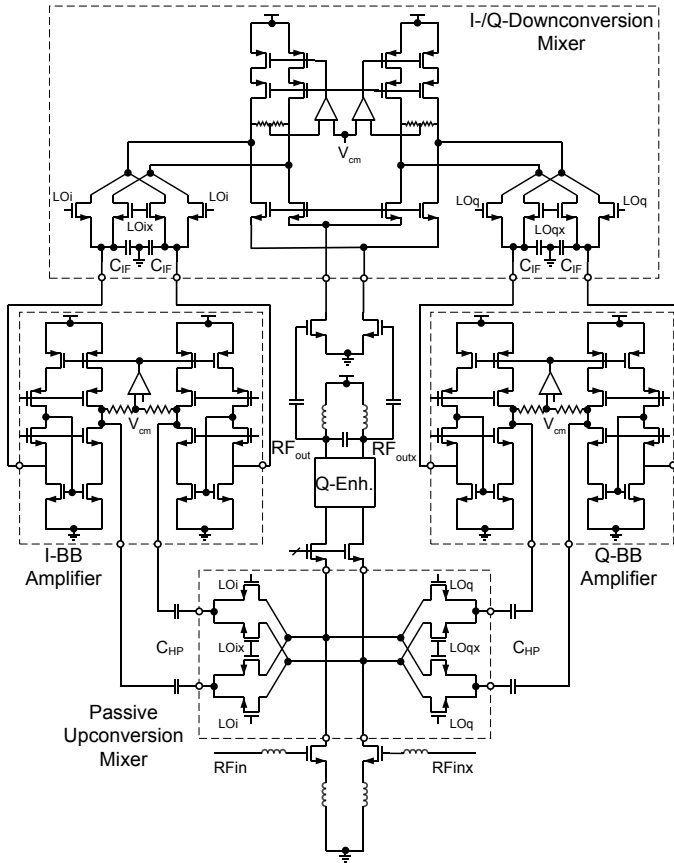 I-/Q-Downconversion
Mixer
V_cm
LOi
LOi
LOix
C_IF
C_IF
LOq
LOq
LOqx
C_IF
C_IF
V_cm
V_cm
RF_out
RF_outx
Q-Enh.
I-BB
Amplifier
Q-BB
Amplifier
LOi
LOq
LOix
LOqx
C_HP
C_HP
LOi
LOq
Passive
Upconversion
Mixer
RFin
RFinx